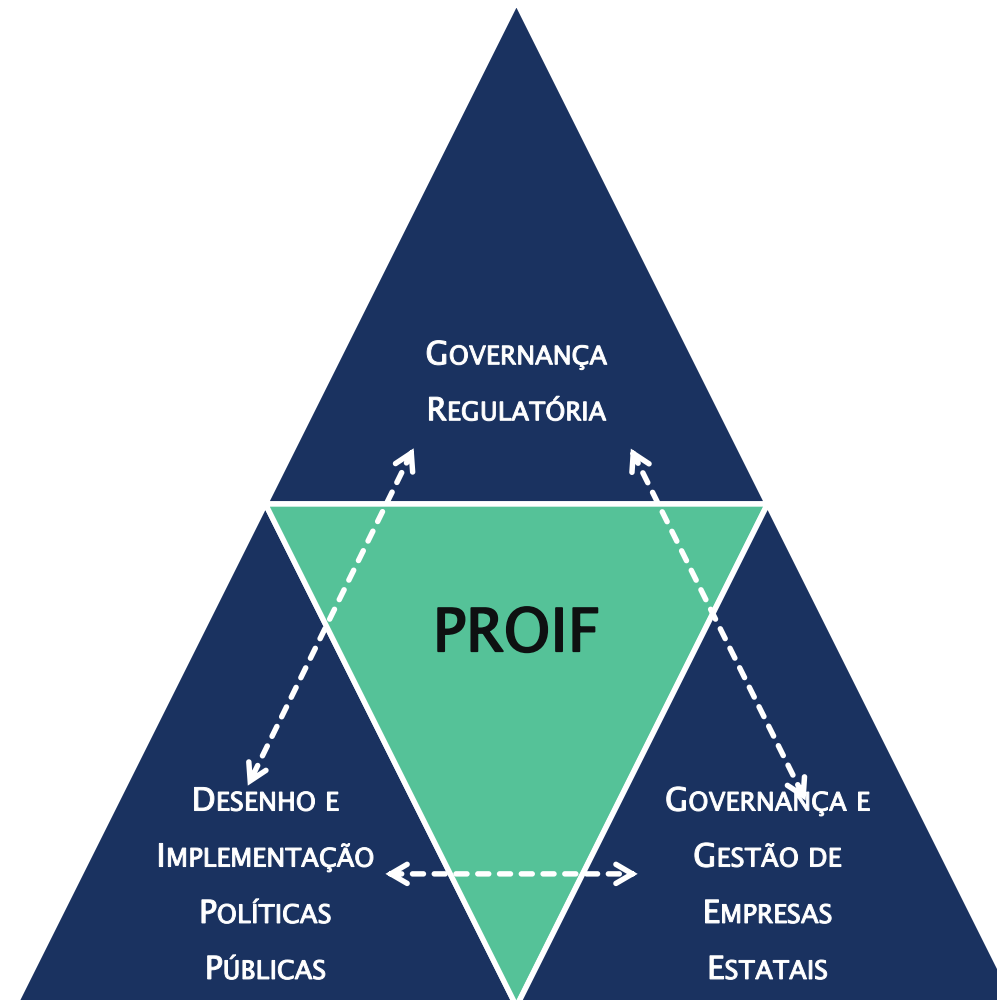 Governança
Regulatória
PROIF
Desenho e
Implementação
Políticas
Públicas
Governança e
Gestão de
Empresas
Estatais